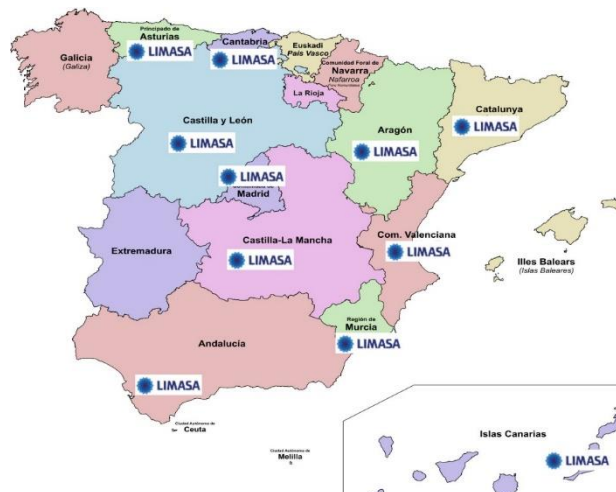 Principado de
Asturias
LIMASA
Cantabria
LIMASA
Euskadi
País Vasco
Comunidad Foral de
Navarra
Nafarroa
Galicia
(Galiza)
La Rioja
Catalunya
LIMASA
Castilla y León
LIMASA
Aragón
LIMASA
LIMASA
Madrid
Castilla-La Mancha
LIMASA
Com. Valenciana
LIMASA
Extremadura
Illes Balears
(Islas Baleares)
Región de
Murcia
LIMASA
Andalucía
LIMASA
Ciudad Autónoma de
Ceuta
Ciudad Autónoma de
Melilla
Islas Canarias
LIMASA